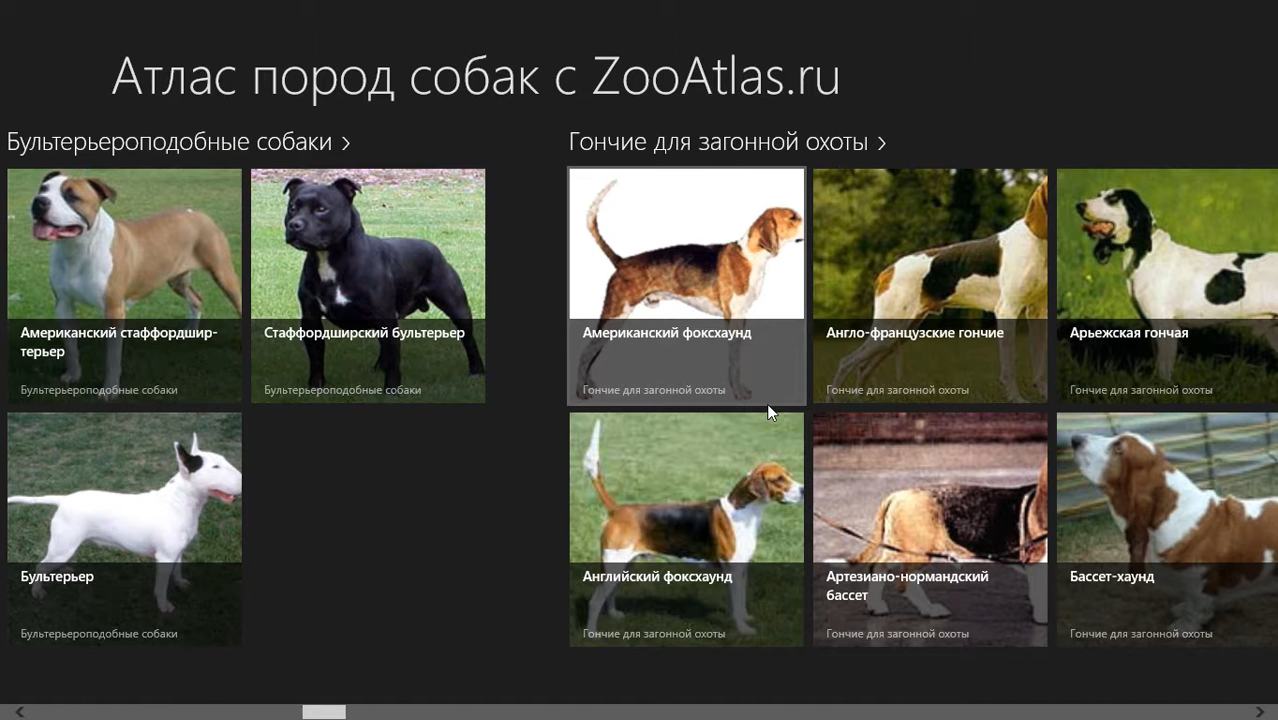 Атлас пород собак с ZooAtlas.ru
Бультерьероподобные собаки
Американский стаффордшир-
терьер
Бультерьероподобные собаки
Стаффордширский бультерьер
Бультерьероподобные собаки
Бультерьер
Бультерьероподобные собаки
Гончие для загонной охоты
Американский фоксхаунд
Гончие для загонной охоты
Англо-французские гончие
Гончие для загонной охоты
Арьежская гончая
Гончие для загонной охоты
Английский фоксхаунд
Гончие для загонной охоты
Артезиано-нормандский
бассет
Гончие для загонной охоты
Бассет-хаунд
Гончие для загонной охоты